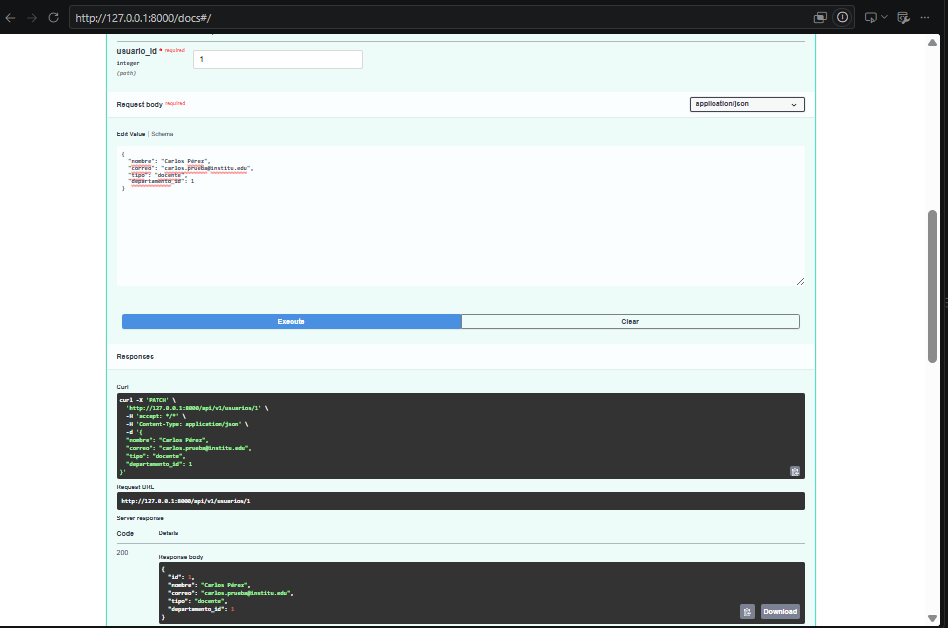 http://127.0.0.1:8000/docs#/
usuario_id * required
integer
(path)
1
Request body required
application/json
Edit Value | Schema
{
"nombre": "Carlos Pérez",
"correo": "carlos.prueba@institu.edu",
"tipo": "docente",
"departamento_id": 1
}
Execute
Clear
Responses
Curl
curl -X 'PATCH' \
'http://127.0.0.1:8000/api/v1/usuarios/1' \
-H 'accept: */*' \
-H 'Content-Type: application/json' \
-d '{
"nombre": "Carlos Pérez",
"correo": "carlos.prueba@institu.edu",
"tipo": "docente",
"departamento_id": 1
}'
Request URL
http://127.0.0.1:8000/api/v1/usuarios/1
Server response
Code Details
200
Response body
{
"id": 1,
"nombre": "Carlos Pérez",
"correo": "carlos.prueba@institu.edu",
"tipo": "docente",
"departamento_id": 1
}
Download